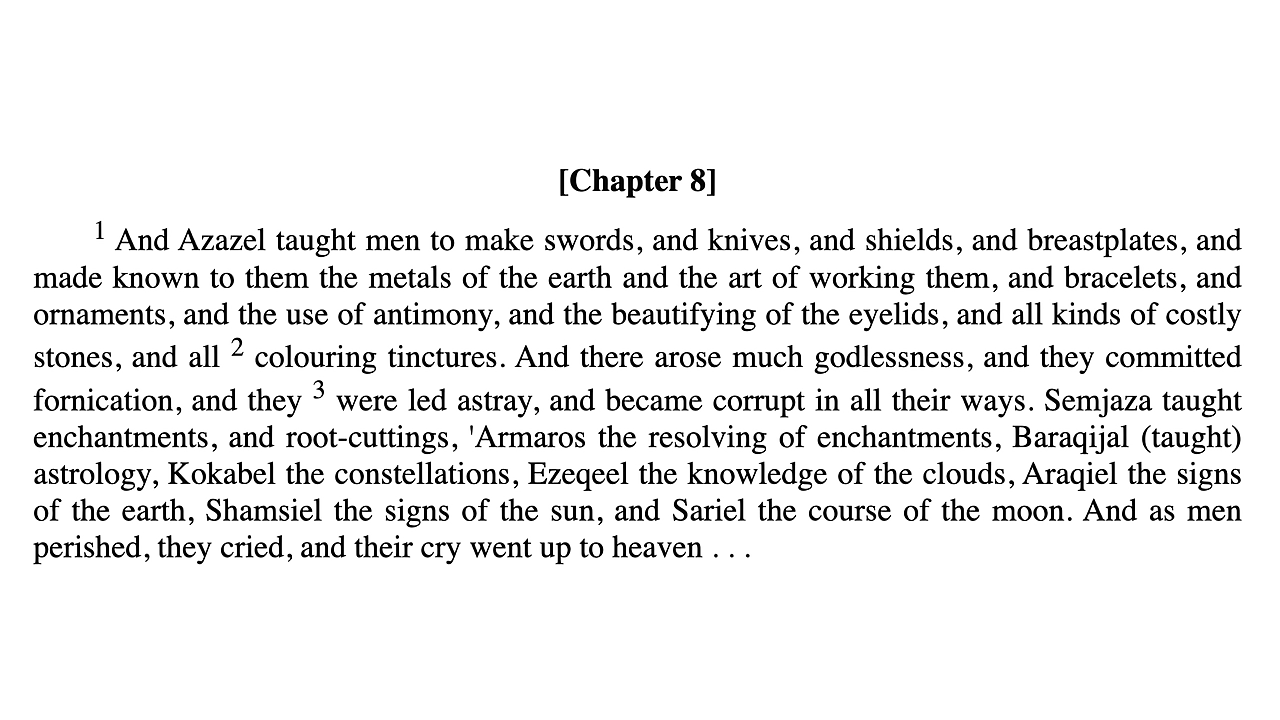 [Chapter 8]
1 And Azazel taught men to make swords, and knives, and shields, and breastplates, and
made known to them the metals of the earth and the art of working them, and bracelets, and
ornaments, and the use of antimony, and the beautifying of the eyelids, and all kinds of costly
stones, and all 2 colouring tinctures. And there arose much godlessness, and they committed
fornication, and they 3 were led astray, and became corrupt in all their ways. Semjaza taught
enchantments, and root-cuttings, 'Armaros the resolving of enchantments, Baraqijal (taught)
astrology, Kokabel the constellations, Ezeqeel the knowledge of the clouds, Araqiel the signs
of the earth, Shamsiel the signs of the sun, and Sariel the course of the moon. And as men
perished, they cried, and their cry went up to heaven . . .